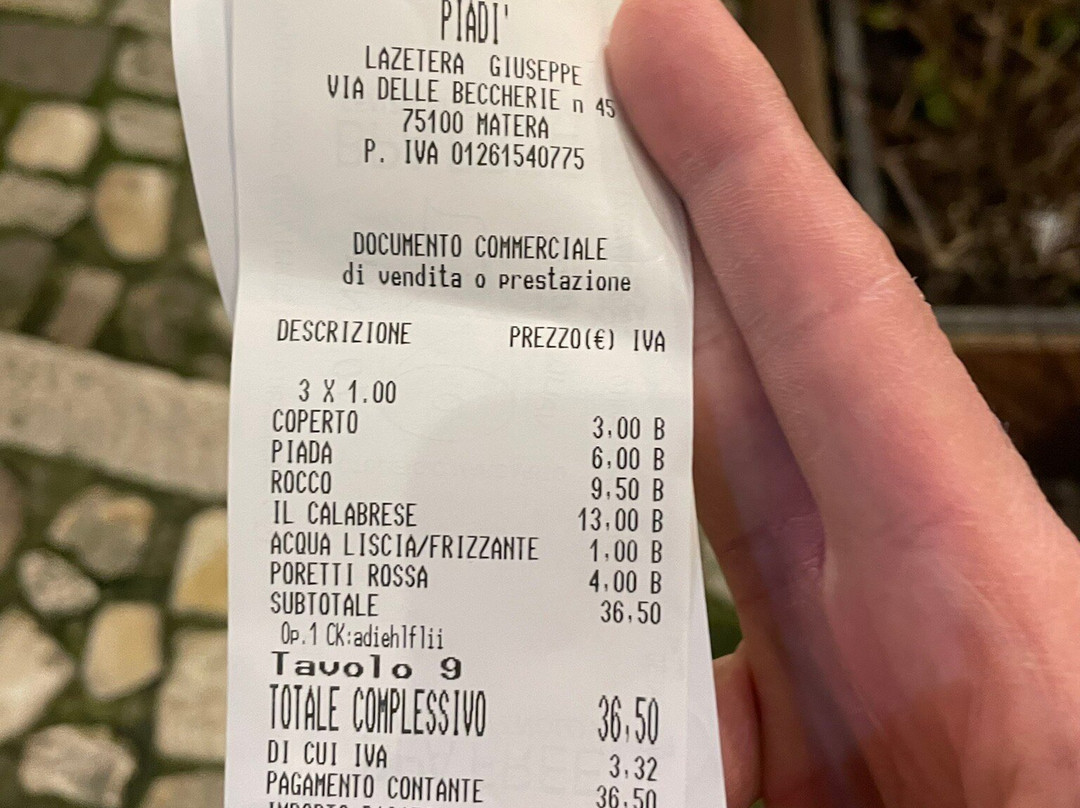 PIADI'
LAZETERA GIUSEPPE
VIA DELLE BECCHERIE n 45
75100 MATERA
P. IVA 01261540775
DOCUMENTO COMMERCIALE
di vendita o prestazione
DESCRIZIONE PREZZO(€) IVA
3 X 1.00
COPERTO 3,00 B
PIADA 6,00 B
ROCCO 9,50 B
IL CALABRESE 13,00 B
ACQUA LISCIA/FRIZZANTE 1,00 B
PORETTI ROSSA 4,00 B
SUBTOTALE 36,50
Op.1 CK:adiehlflii
Tavolo 9
TOTALE COMPLESSIVO 36,50
DI CUI IVA 3,32
PAGAMENTO CONTANTE 36,50